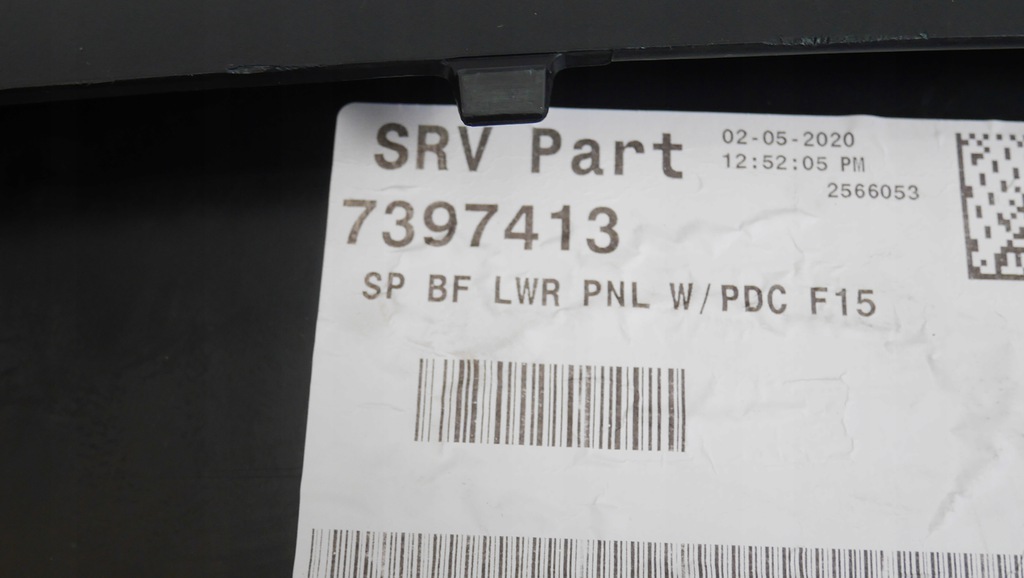 SRV Part
02-05-2020
12:52:05 PM
2566053
7397413
SP BF LWR PNL W/PDC F15